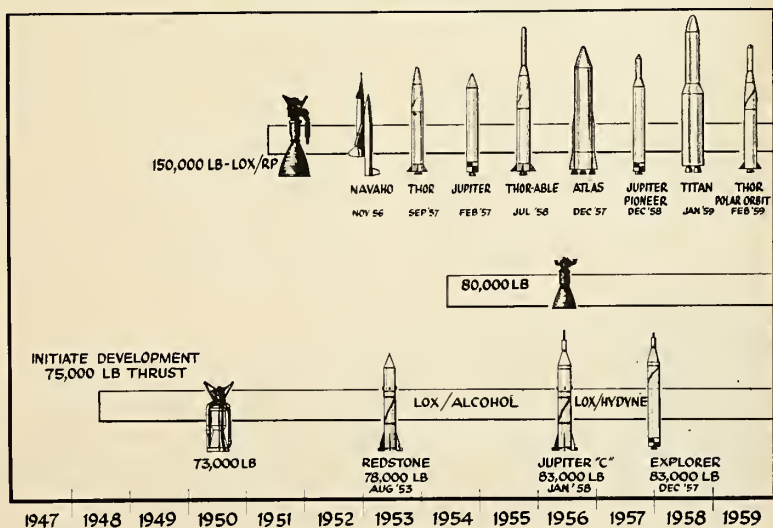 150,000 LB-LOX/RP
NAVAHO THOR JUPITER THOR-ABLE ATLAS JUPITER PIONEER TITAN THOR POLAR ORBIT
NOV 56 SEP '57 FEB '57 JUL '58 DEC '57 DEC '58 JAN '59 FEB '59
80,000 LB
INITIATE DEVELOPMENT
75,000 LB THRUST
LOX/ALCOHOL LOX/HYDYNE
73,000 LB
REDSTONE JUPITER "C" EXPLORER
78,000 LB 83,000 LB 83,000 LB
AUG '53 JAN '58 DEC '57
1947 1948 1949 1950 1951 1952 1953 1954 1955 1956 1957 1958 1959